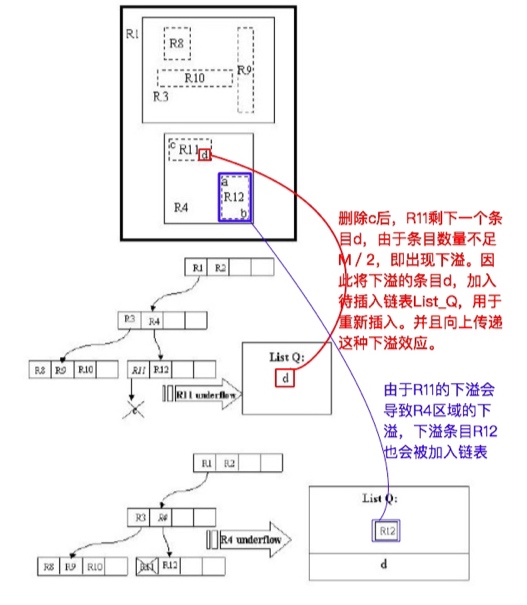 R1
R8
R9
R10
R3
c R11 d
a
R12
R4
b
删除c后，R11剩下一个条
目d，由于条目数量不足
M / 2，即出现下溢。因
此将下溢的条目d，加入
待插入链表List_Q，用于
重新插入。并且向上传递
这种下溢效应。
R1 R2
R3 R4
R8 R9 R10 R11 R12
c
R11 underflow
List Q:
d
由于R11的下溢会
导致R4区域的下
溢，下溢条目R12
也会被加入链表
R1 R2
R3 R4
R8 R9 R10 R11 R12
R4 underflow
List Q:
R12
d